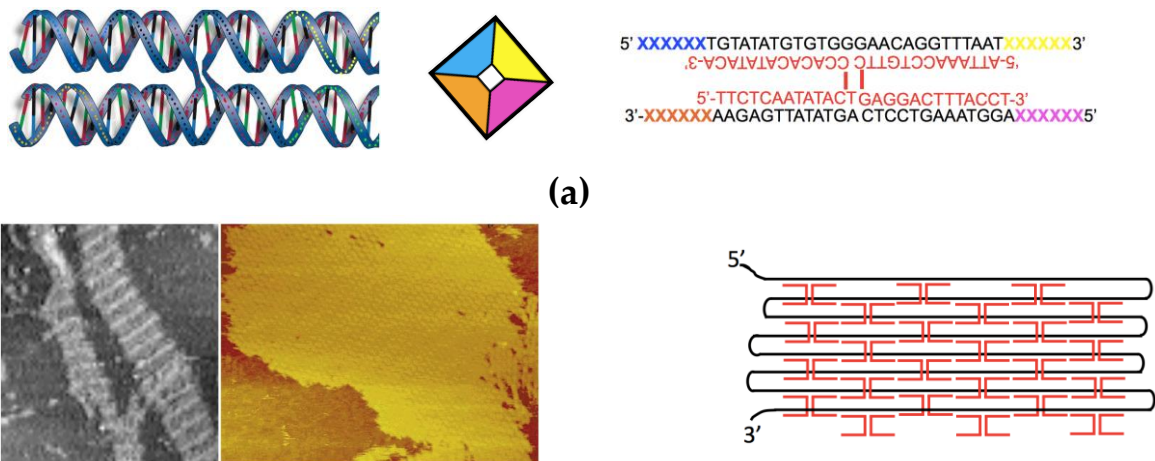 5' XXXXXXTGTATATGTGTGGGAACAGGTTTAATXXXXXX3'
5'-ATTAAACCTGTTC CCACACATATACA-3'
5'-TTCTCAATATACT GAGGACTTTACCT-3'
3'-XXXXXXAAGAGTTATATGA CTCCTGAAATGGAXXXXXX5'
(a)
5'
3'